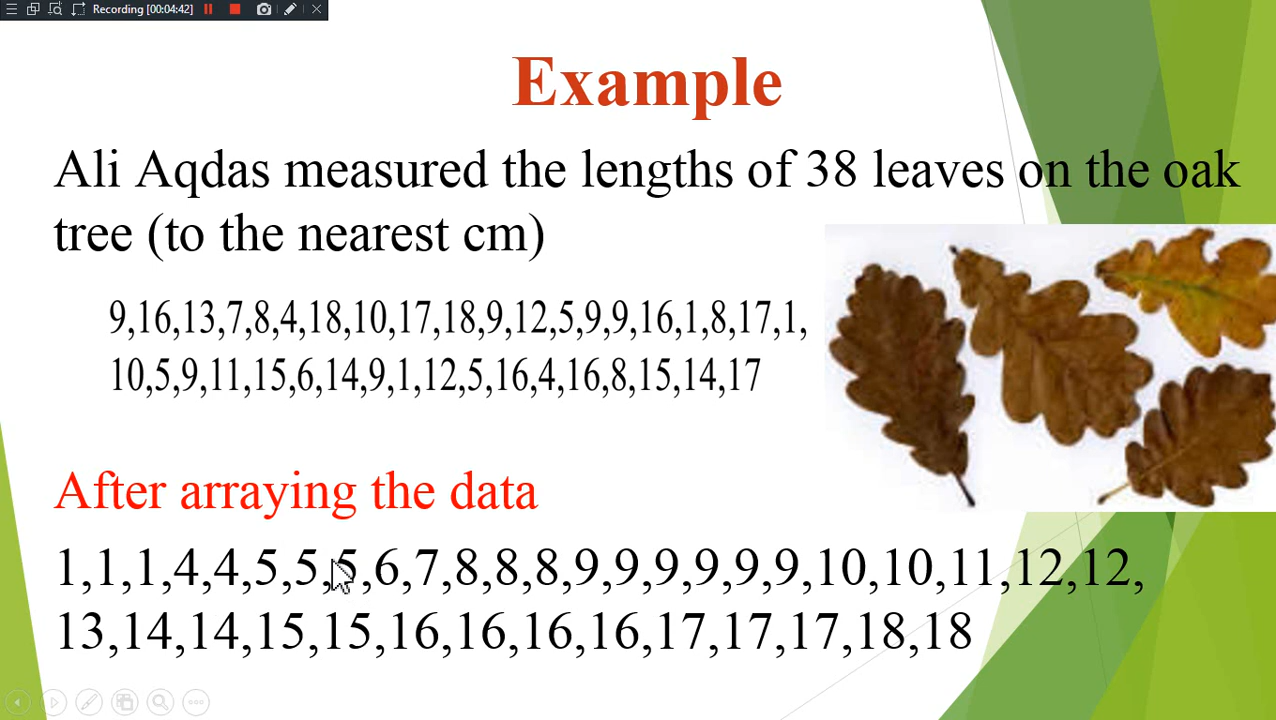 Recording [00:04:42]
Example
Ali Aqdas measured the lengths of 38 leaves on the oak
tree (to the nearest cm)
9,16,13,7,8,4,18,10,17,18,9,12,5,9,9,16,1,8,17,1,
10,5,9,11,15,6,14,9,1,12,5,16,4,16,8,15,14,17
After arraying the data
1,1,1,4,4,5,5,5,6,7,8,8,8,9,9,9,9,9,9,10,10,11,12,12,
13,14,14,15,15,16,16,16,16,17,17,17,18,18